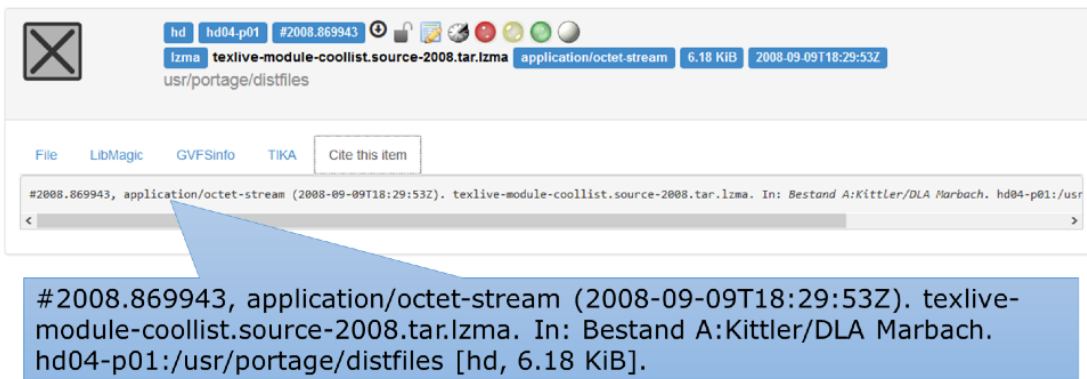 hd hd04-p01 #2008.869943
lzma texlive-module-coollist.source-2008.tar.lzma application/octet-stream 6.18 KiB 2008-09-09T18:29:53Z
usr/portage/distfiles
File LibMagic GVFSinfo TIKA Cite this item
#2008.869943, application/octet-stream (2008-09-09T18:29:53Z). texlive-module-coollist.source-2008.tar.lzma. In: Bestand A:Kittler/DLA Marbach. hd04-p01:/usr
#2008.869943, application/octet-stream (2008-09-09T18:29:53Z). texlive-
module-coollist.source-2008.tar.lzma. In: Bestand A:Kittler/DLA Marbach.
hd04-p01:/usr/portage/distfiles [hd, 6.18 KiB].